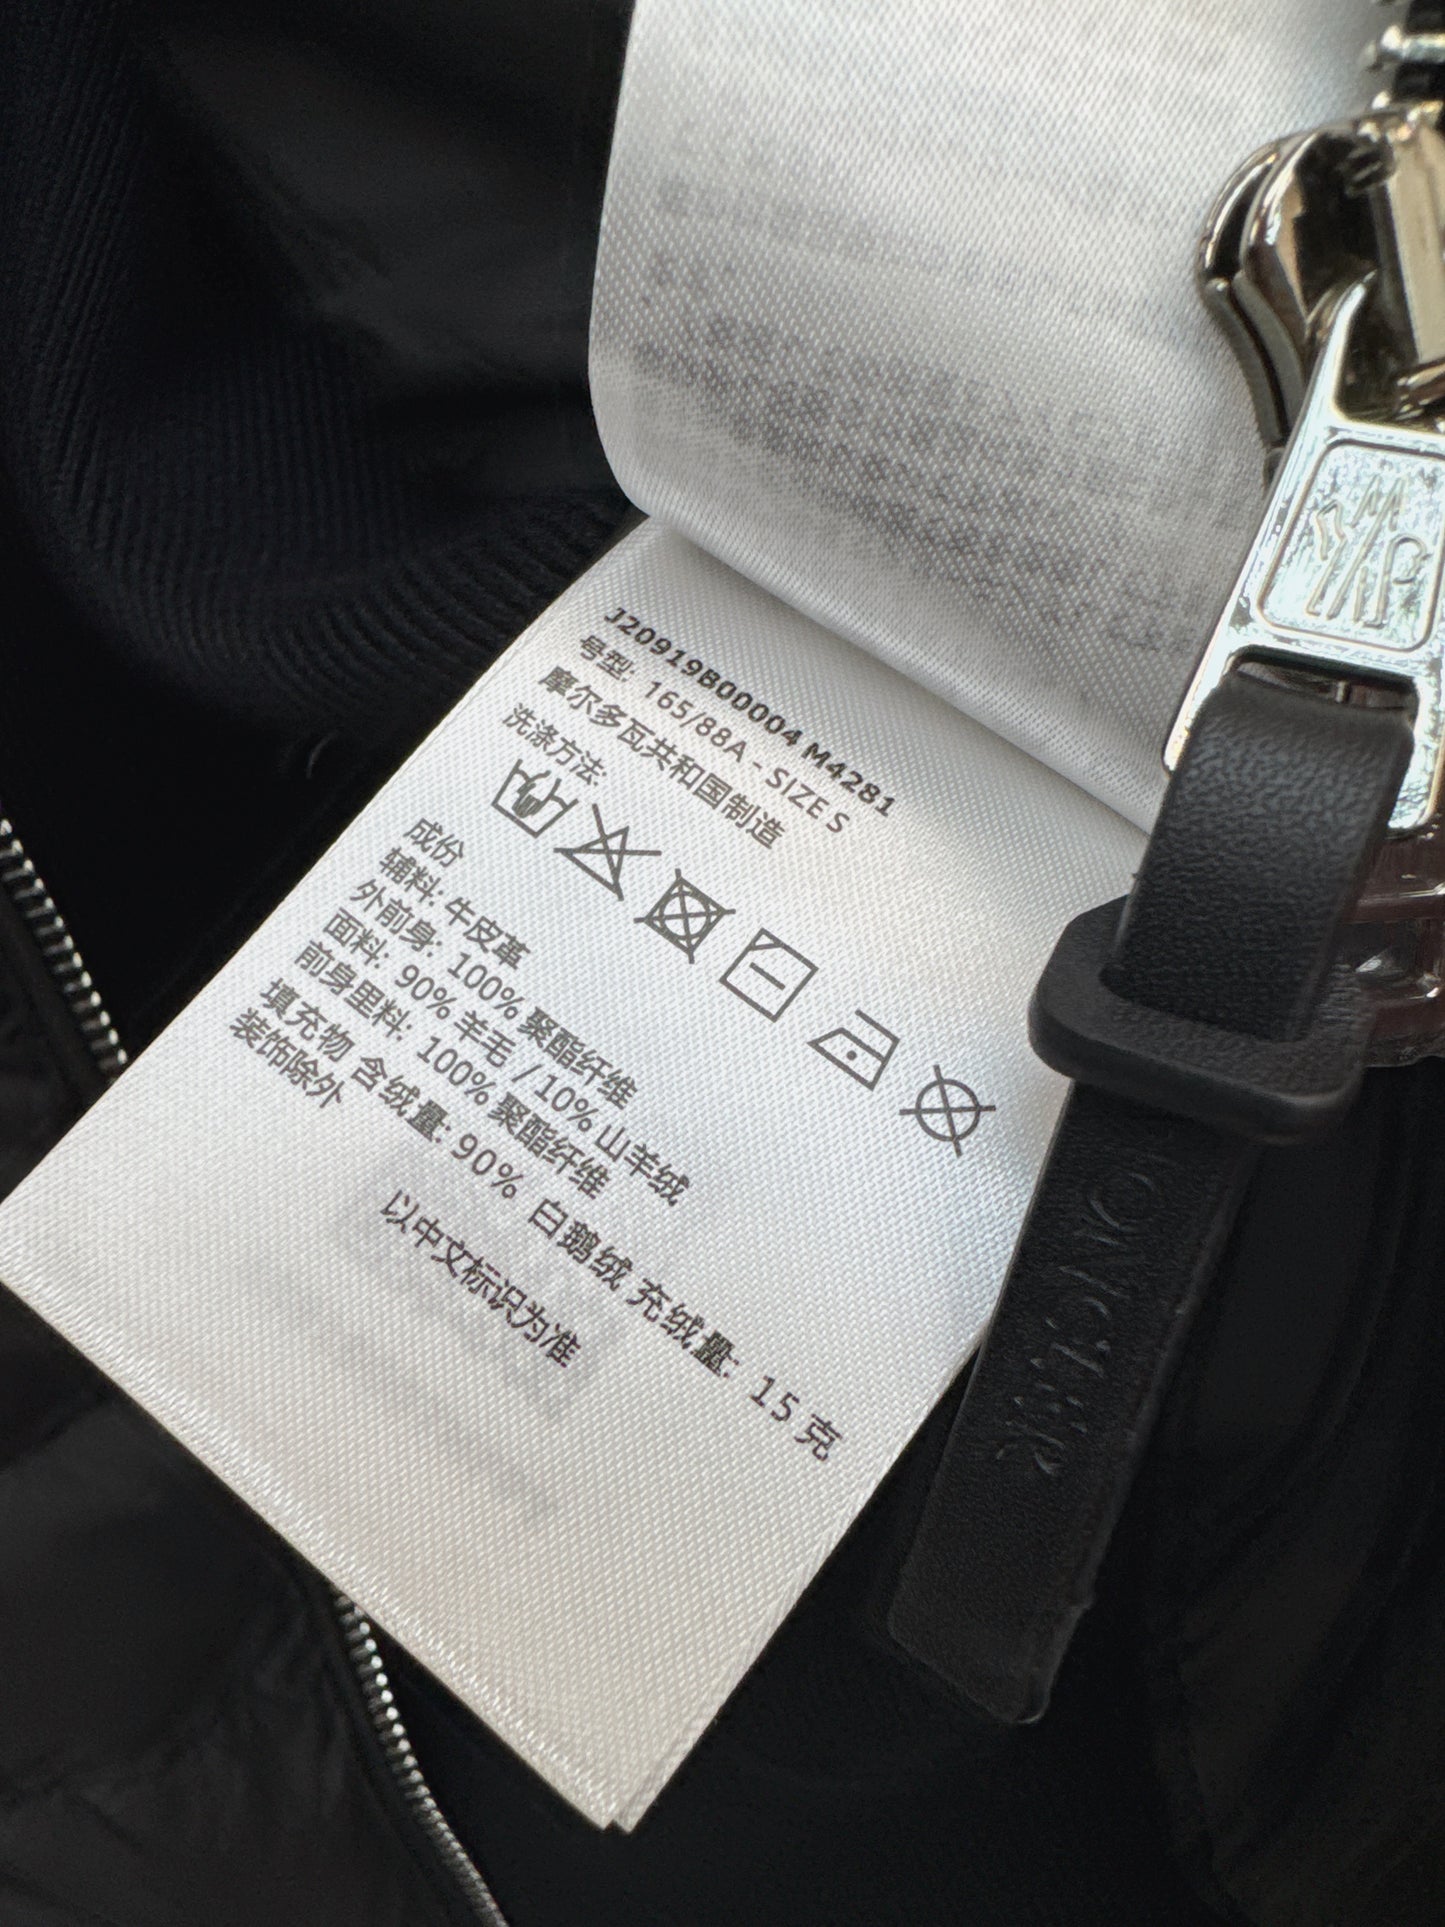 J20919B00004 M4281
号型: 165/88A - SIZE S
摩尔多瓦共和国制造
洗涤方法:
成份
辅料: 牛皮革
外前身: 100% 聚酯纤维
面料: 90% 羊毛 / 10% 山羊绒
前身里料: 100% 聚酯纤维
填充物 含绒量: 90% 白鹅绒 充绒量: 15 克
装饰除外
以中文标识为准
MONCLER
M